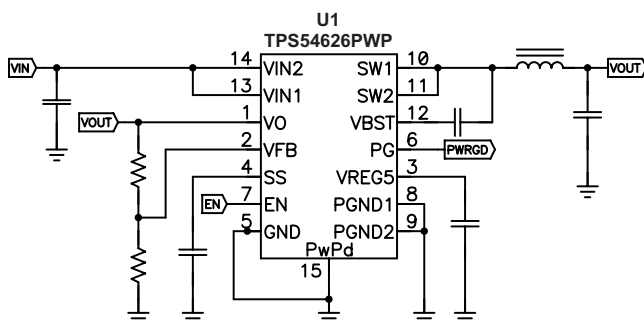 U1
TPS54626PWP
VIN
14 VIN2
13 VIN1
VOUT
1 VO
2 VFB
4 SS
EN
7 EN
5 GND
PwPd
15
SW1 10
SW2 11
VBST 12
PG 6
PWRGD
VREG5 3
PGND1 8
PGND2 9
VOUT